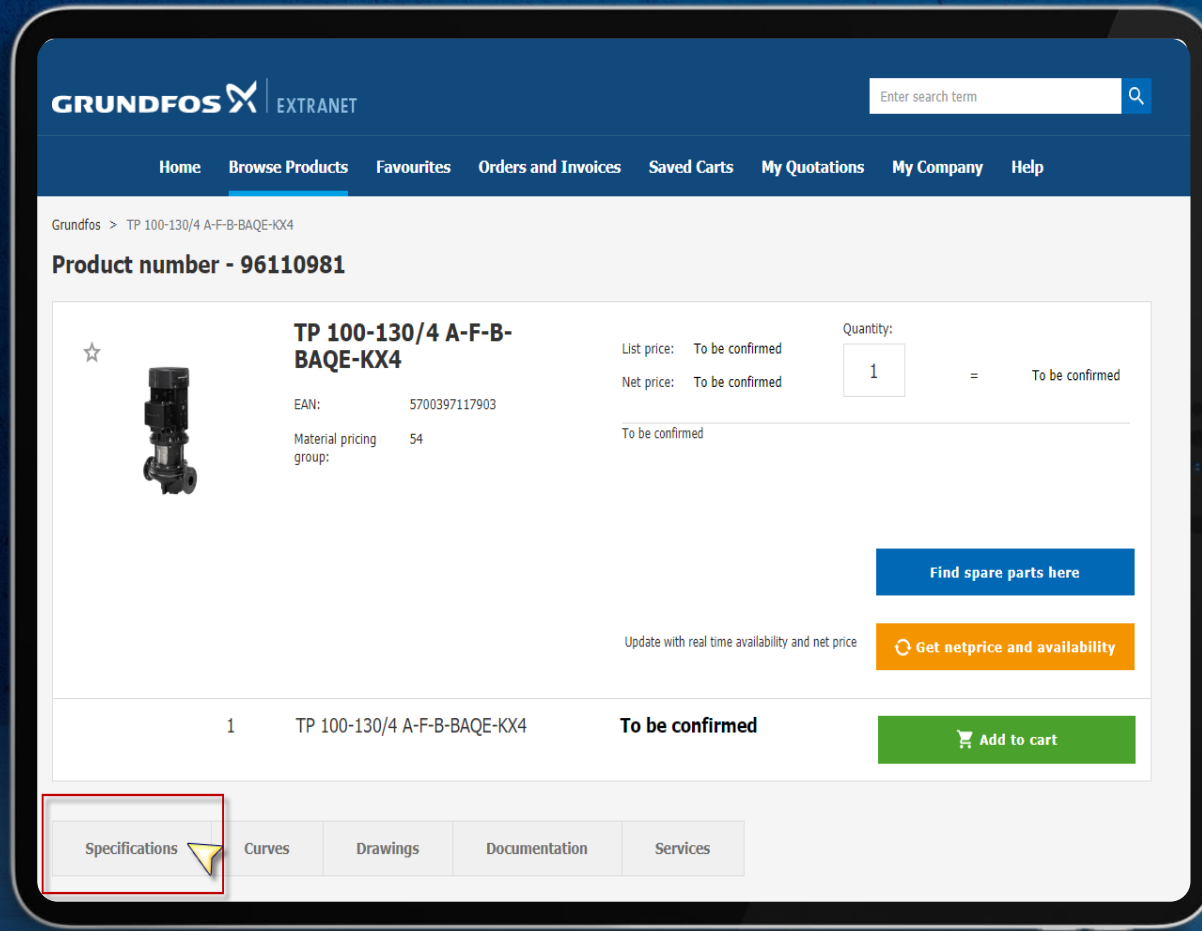 GRUNDFOS EXTRANET
Enter search term
Home Browse Products Favourites Orders and Invoices Saved Carts My Quotations My Company Help
Grundfos > TP 100-130/4 A-F-B-BAQE-KX4
Product number - 96110981
TP 100-130/4 A-F-B-
BAQE-KX4
EAN: 5700397117903
Material pricing
group: 54
List price: To be confirmed
Net price: To be confirmed
Quantity:
1 = To be confirmed
To be confirmed
Find spare parts here
Update with real time availability and net price
Get netprice and availability
1 TP 100-130/4 A-F-B-BAQE-KX4 To be confirmed
Add to cart
Specifications Curves Drawings Documentation Services